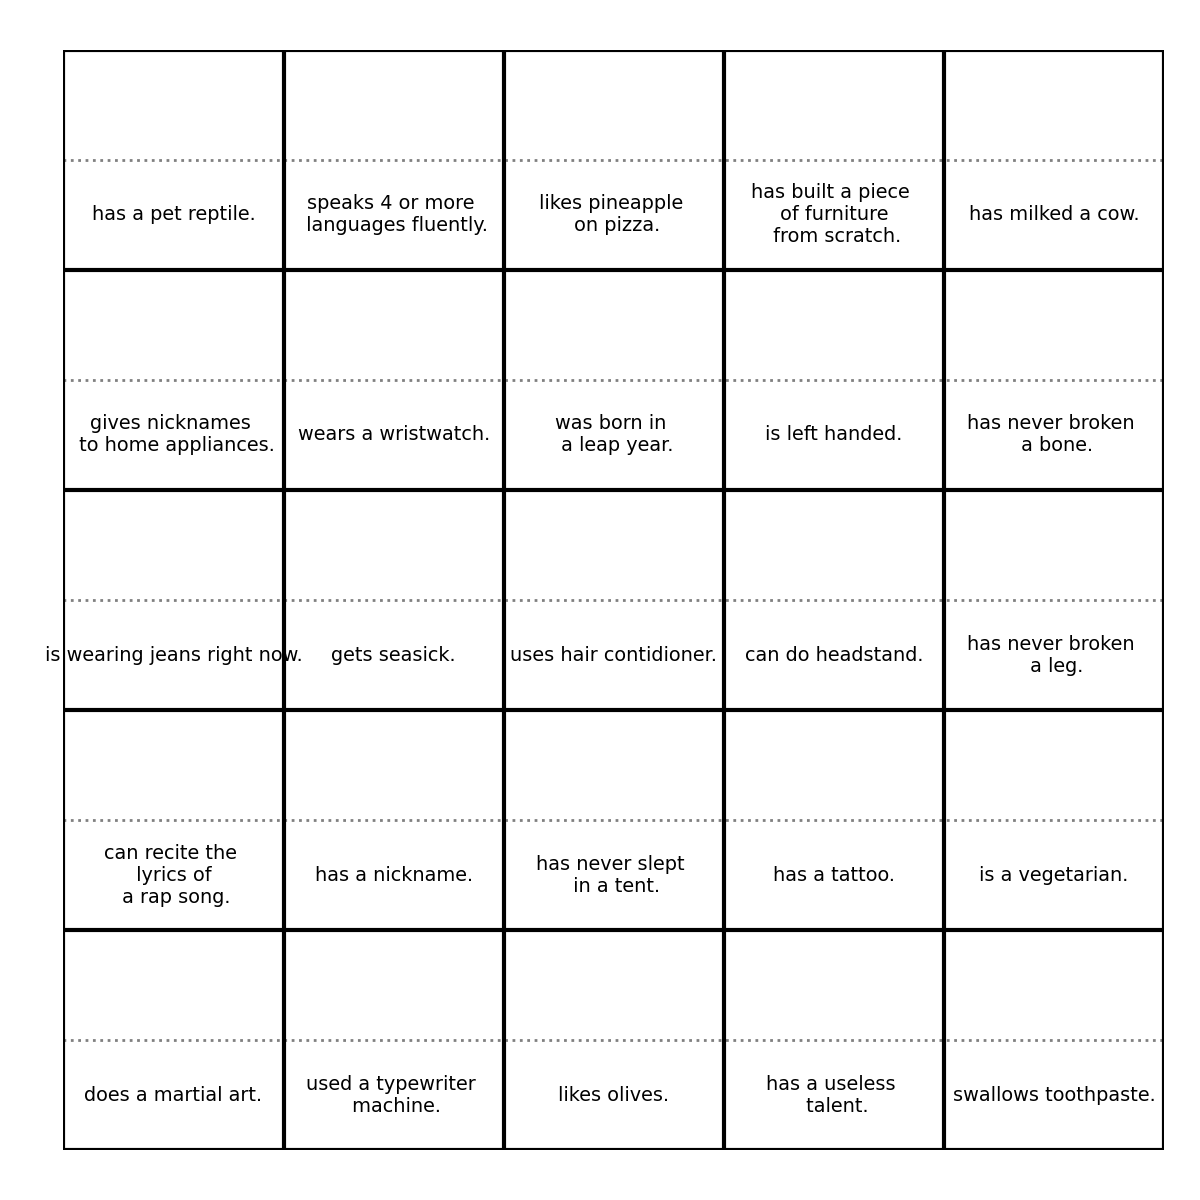 has a pet reptile.
speaks 4 or more
languages fluently.
likes pineapple
on pizza.
has built a piece
of furniture
from scratch.
has milked a cow.
gives nicknames
to home appliances.
wears a wristwatch.
was born in
a leap year.
is left handed.
has never broken
a bone.
is wearing jeans right now.
gets seasick.
uses hair contidioner.
can do headstand.
has never broken
a leg.
can recite the
lyrics of
a rap song.
has a nickname.
has never slept
in a tent.
has a tattoo.
is a vegetarian.
does a martial art.
used a typewriter
machine.
likes olives.
has a useless
talent.
swallows toothpaste.